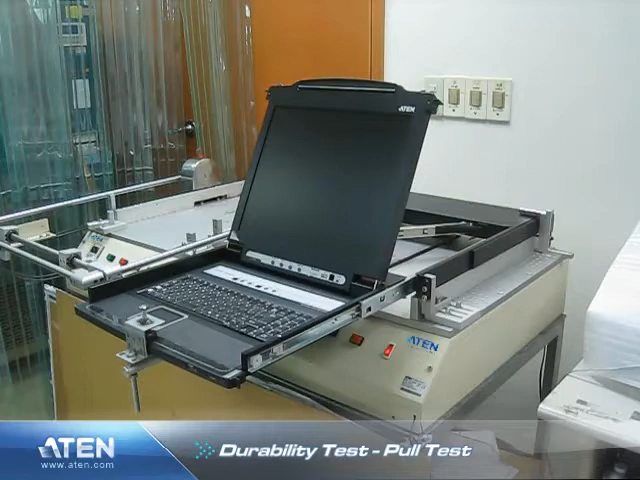 ATEN
ATEN
ATEN
www.aten.com
Durability Test - Pull Test